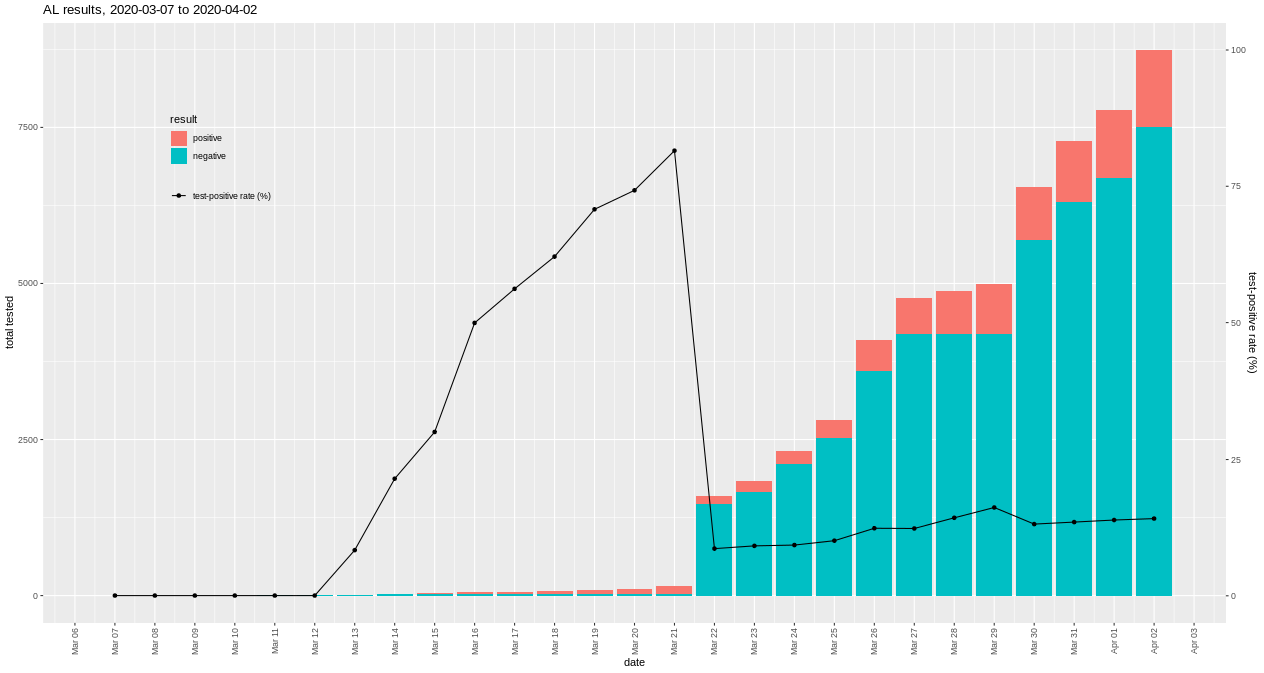 AL results, 2020-03-07 to 2020-04-02
total tested
7500
5000
2500
0
result
positive
negative
test-positive rate (%)
100
75
50
25
0
test-positive rate (%)
Mar 06
Mar 07
Mar 08
Mar 09
Mar 10
Mar 11
Mar 12
Mar 13
Mar 14
Mar 15
Mar 16
Mar 17
Mar 18
Mar 19
Mar 20
Mar 21
Mar 22
Mar 23
Mar 24
Mar 25
Mar 26
Mar 27
Mar 28
Mar 29
Mar 30
Mar 31
Apr 01
Apr 02
Apr 03
date